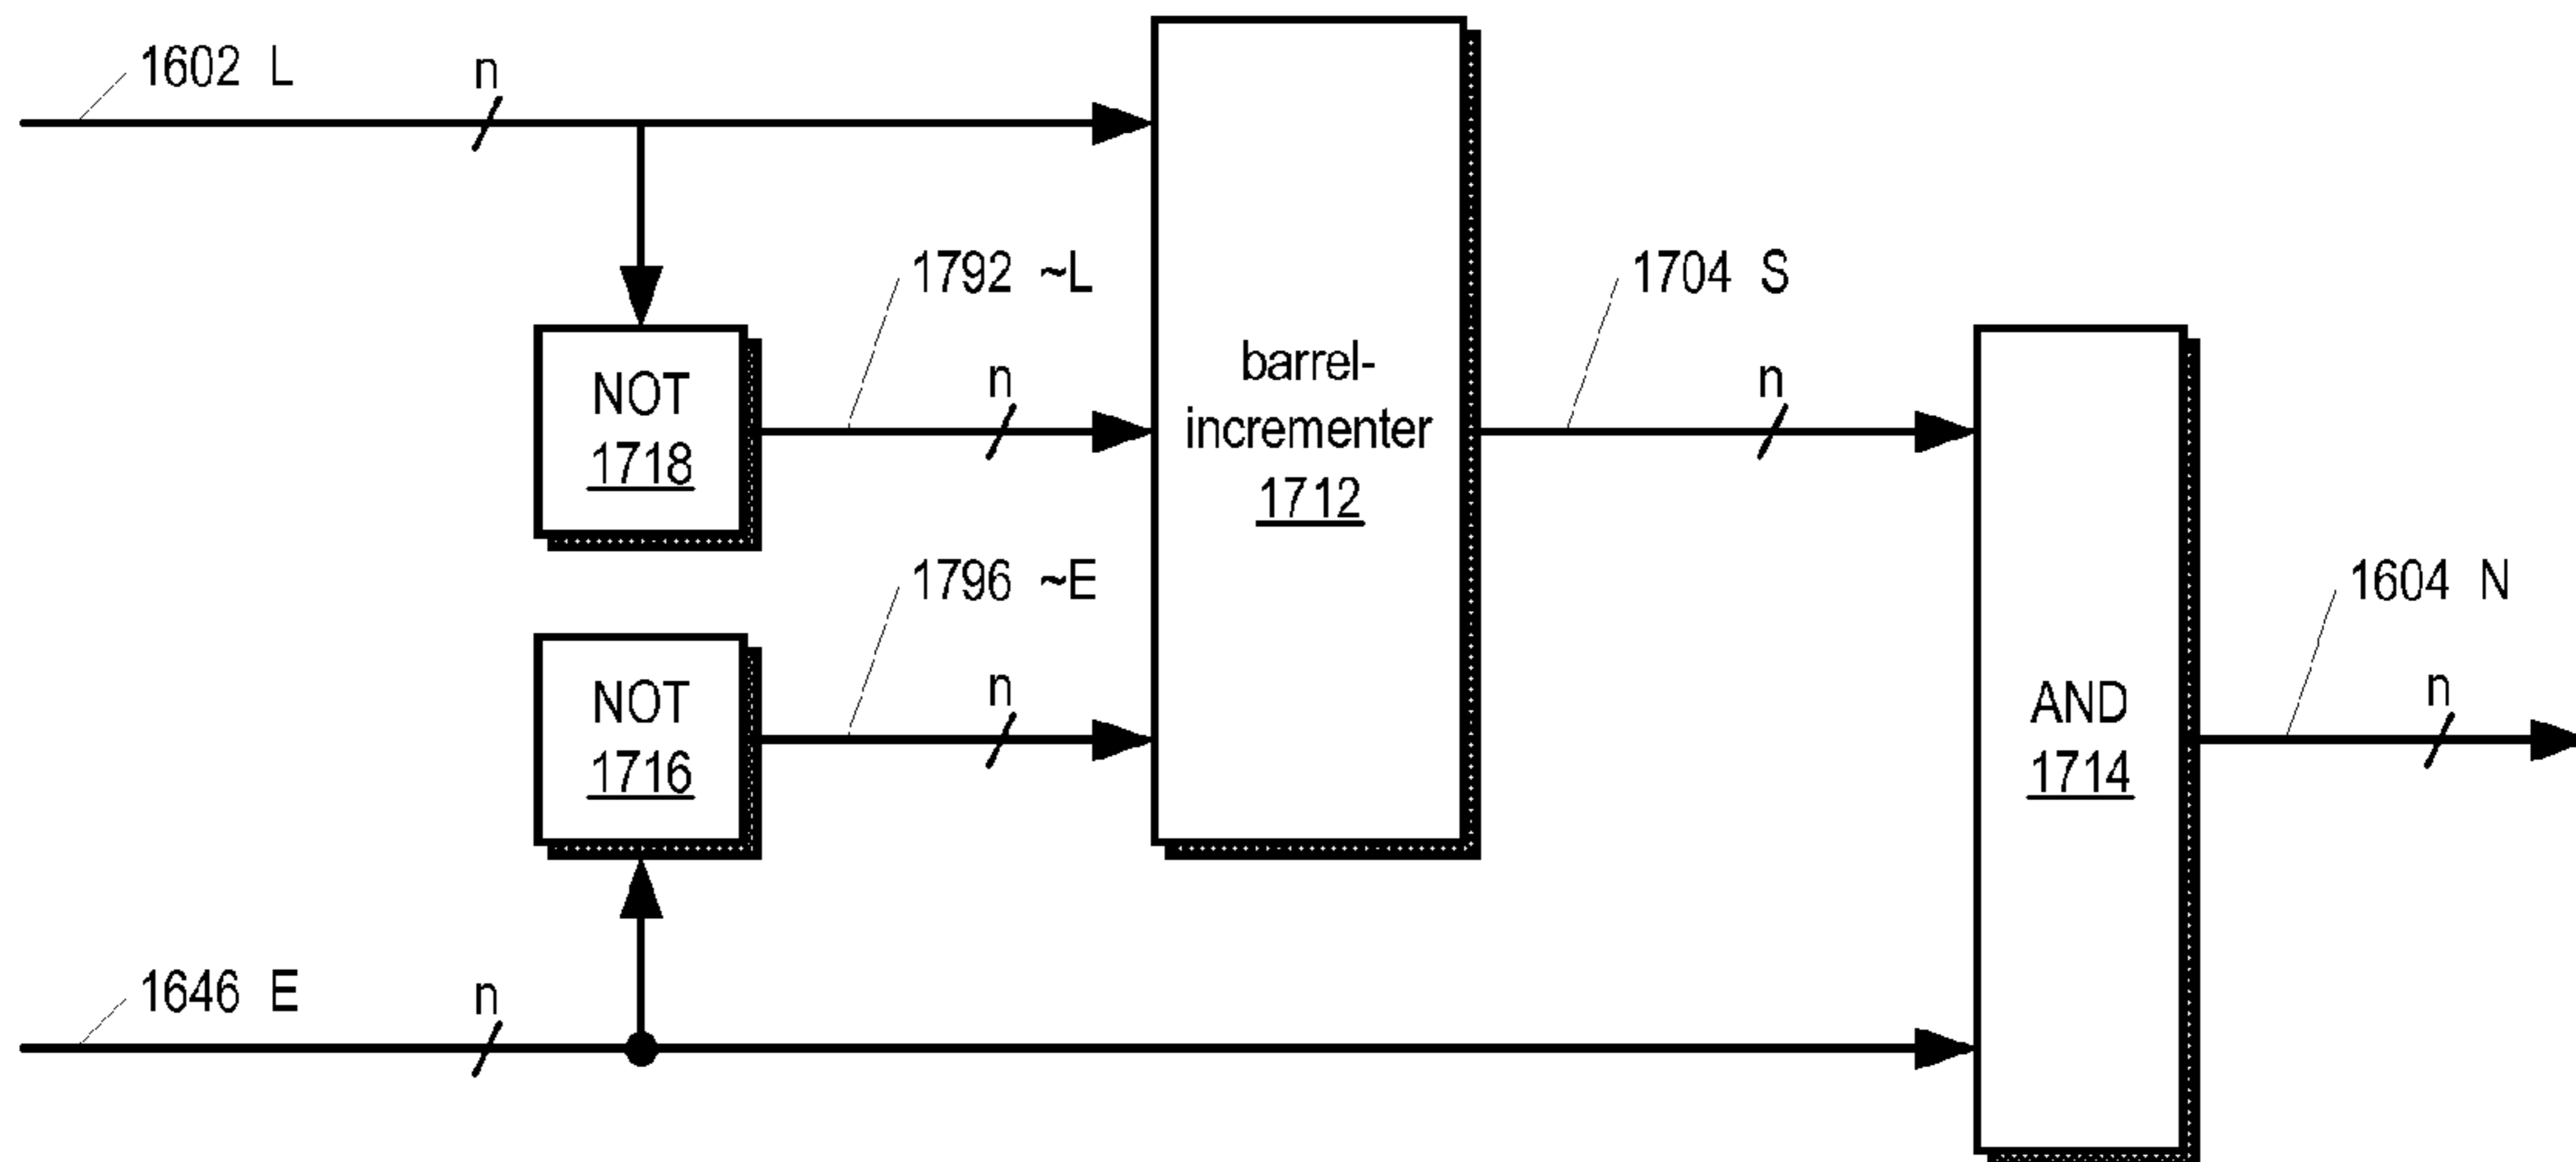 1602 L
n
NOT
1718
1792 ~L
n
barrel-
incrementer
1712
1704 S
n
NOT
1716
1796 ~E
n
AND
1714
1604 N
n
1646 E
n